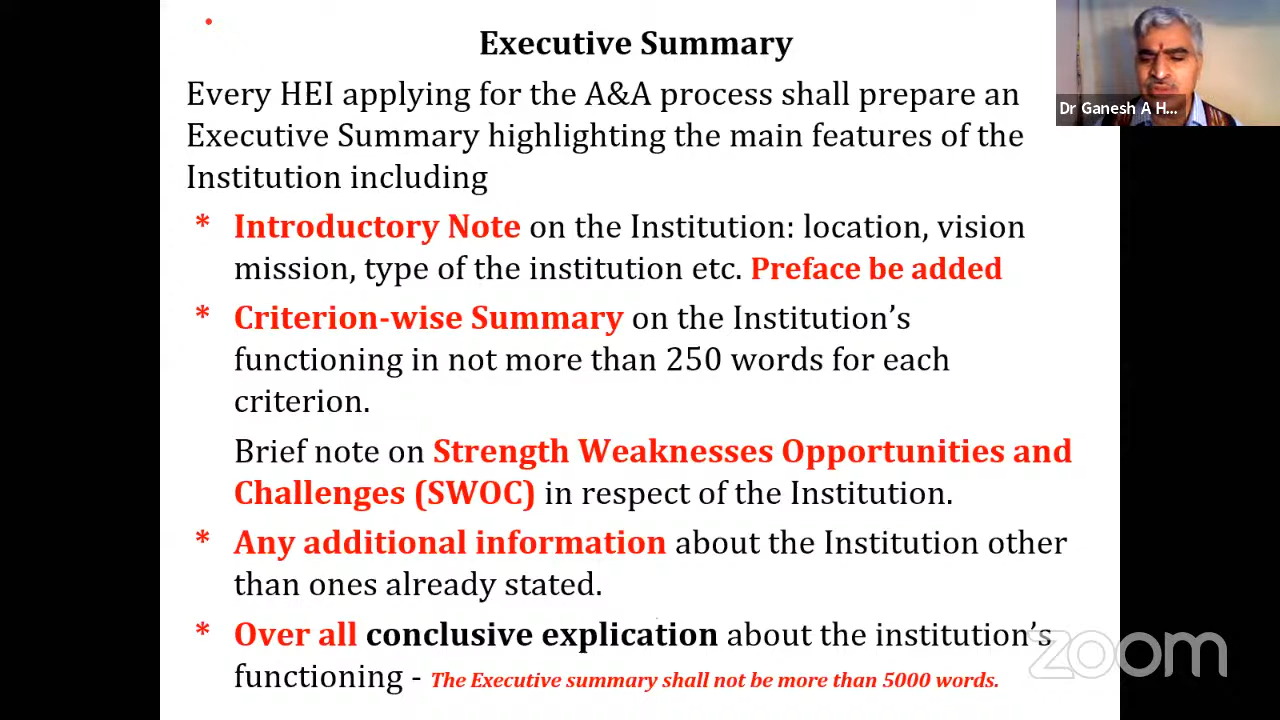 Executive Summary
Every HEI applying for the A&A process shall prepare an
Executive Summary highlighting the main features of the
Institution including
* Introductory Note on the Institution: location, vision
mission, type of the institution etc. Preface be added
* Criterion-wise Summary on the Institution's
functioning in not more than 250 words for each
criterion.
Brief note on Strength Weaknesses Opportunities and
Challenges (SWOC) in respect of the Institution.
* Any additional information about the Institution other
than ones already stated.
* Over all conclusive explication about the institution's
functioning - The Executive summary shall not be more than 5000 words.
Dr Ganesh A H...
zoom